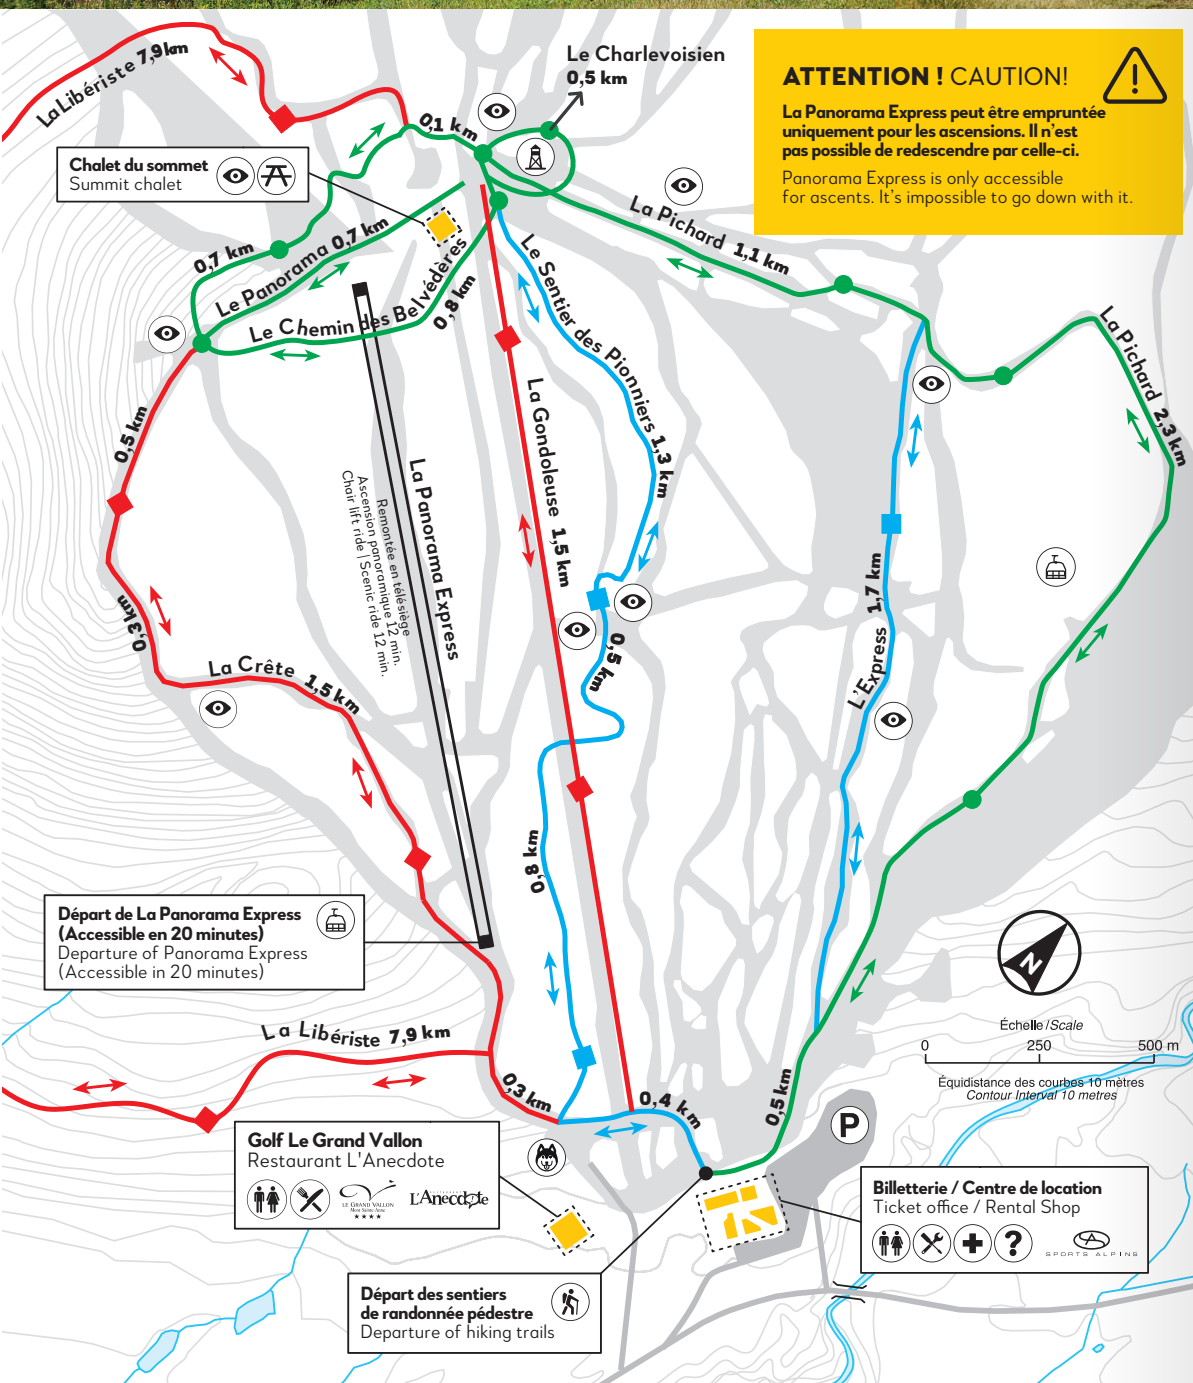 Le Charlevoisien
0,5 km
ATTENTION ! CAUTION!
La Panorama Express peut être empruntée
uniquement pour les ascensions. Il n'est
pas possible de redescendre par celle-ci.
Panorama Express is only accessible
for ascents. It's impossible to go down with it.
La Libériste 7,9 km
0,1 km
Chalet du sommet
Summit chalet
La Pichard 1,1 km
0,7 km
Le Panorama 0,7 km
Le Chemin des Belvédères
0,8 km
Le Sentier des Pionniers 1,3 km
La Pichard 2,3 km
0,5 km
La Gondoleuse 1,5 km
La Panorama Express
Remontée en télésiège
Ascension panoramique 12 min.
Chair lift ride | Scenic ride 12 min.
0,3 km
La Crête 1,5 km
0,5 km
L'Express 1,7 km
0,8 km
Départ de La Panorama Express
(Accessible en 20 minutes)
Departure of Panorama Express
(Accessible in 20 minutes)
N
Échelle/Scale
0 250 500 m
Équidistance des courbes 10 mètres
Contour Interval 10 metres
La Libériste 7,9 km
0,3 km
0,4 km
0,5 km
P
Golf Le Grand Vallon
Restaurant L'Anecdote
LE GRAND VALLON
Mont Sainte Anne
L'Anecdote
Billetterie / Centre de location
Ticket office / Rental Shop
?
SA
SPORTS ALPINS
Départ des sentiers
de randonnée pédestre
Departure of hiking trails